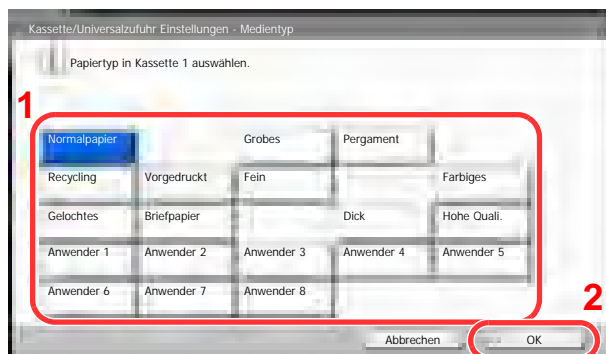 Kassette/Universalzufuhr Einstellungen - Medientyp
Papiertyp in Kassette 1 auswählen.
1
Normalpapier Grobes Pergament
Recycling Vorgedruckt Fein Farbiges
Gelochtes Briefpapier Dick Hohe Quali.
Anwender 1 Anwender 2 Anwender 3 Anwender 4 Anwender 5
Anwender 6 Anwender 7 Anwender 8
2
Abbrechen OK